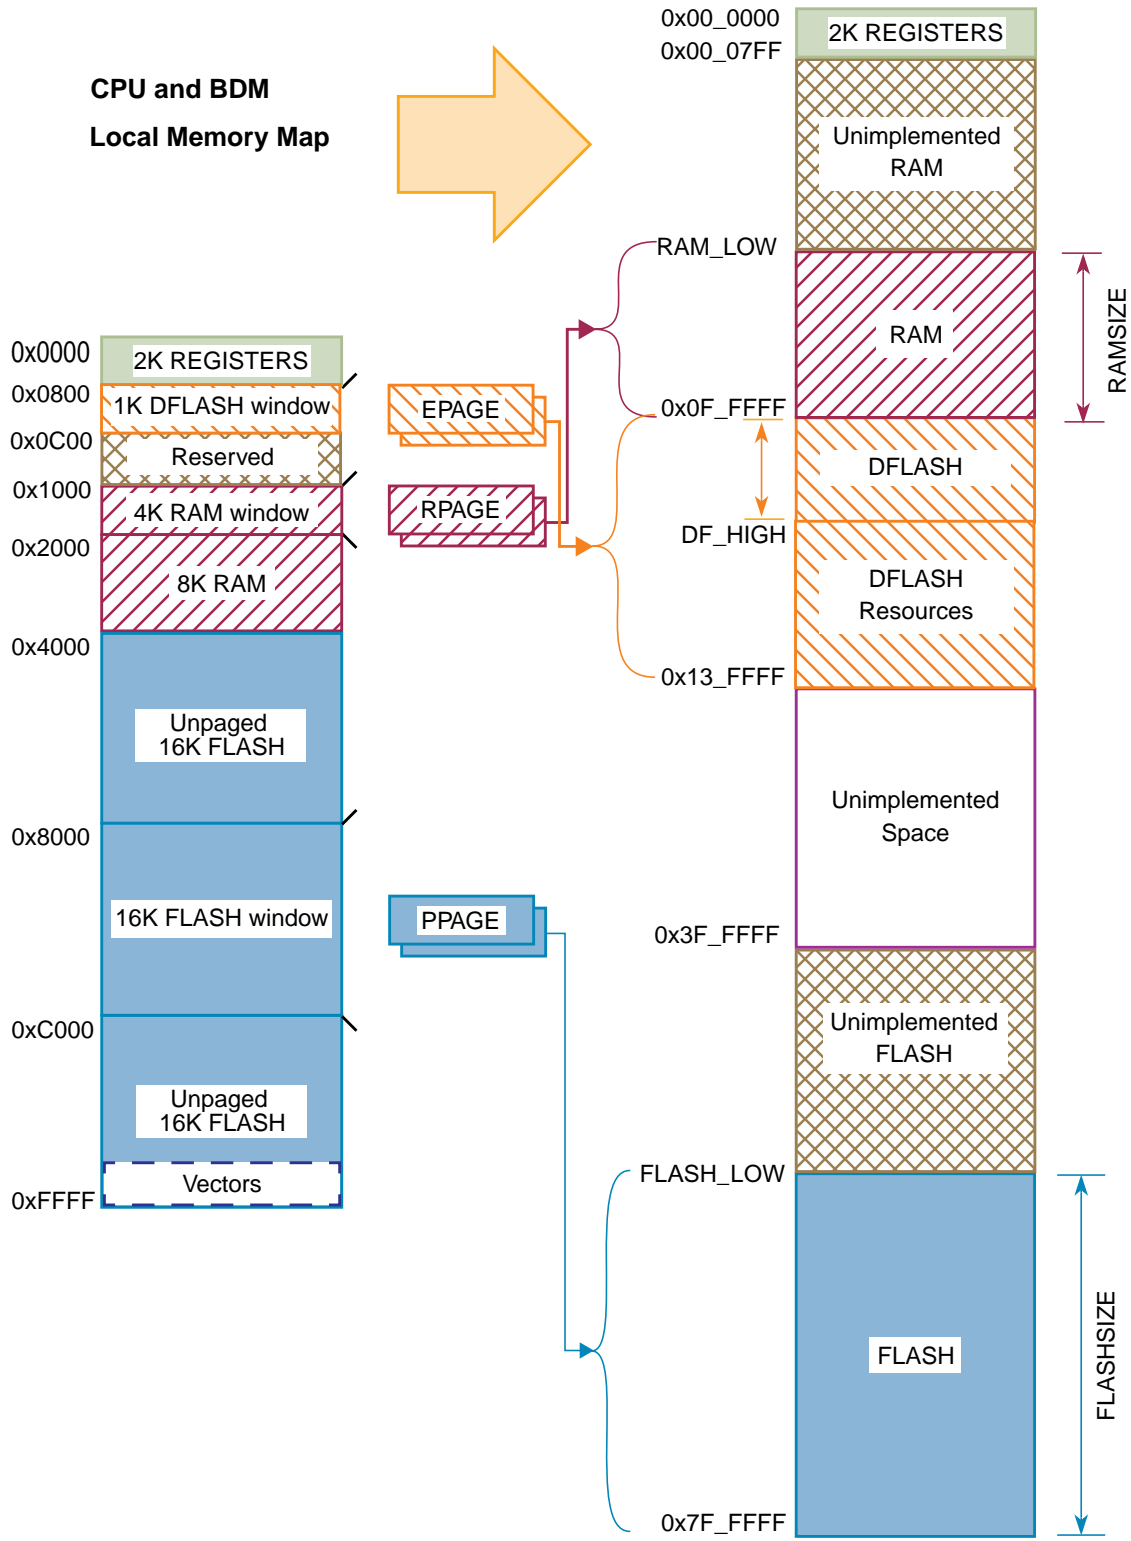 CPU and BDM
Local Memory Map
0x0000
2K REGISTERS
0x0800
1K DFLASH window
0x0C00
Reserved
0x1000
4K RAM window
0x2000
8K RAM
0x4000
Unpaged
16K FLASH
0x8000
16K FLASH window
0xC000
Unpaged
16K FLASH
Vectors
0xFFFF
EPAGE
RPAGE
PPAGE
0x00_0000
2K REGISTERS
0x00_07FF
Unimplemented
RAM
RAM_LOW
RAM
RAMSIZE
0x0F_FFFF
DFLASH
DF_HIGH
DFLASH
Resources
0x13_FFFF
Unimplemented
Space
0x3F_FFFF
Unimplemented
FLASH
FLASH_LOW
FLASH
FLASHSIZE
0x7F_FFFF